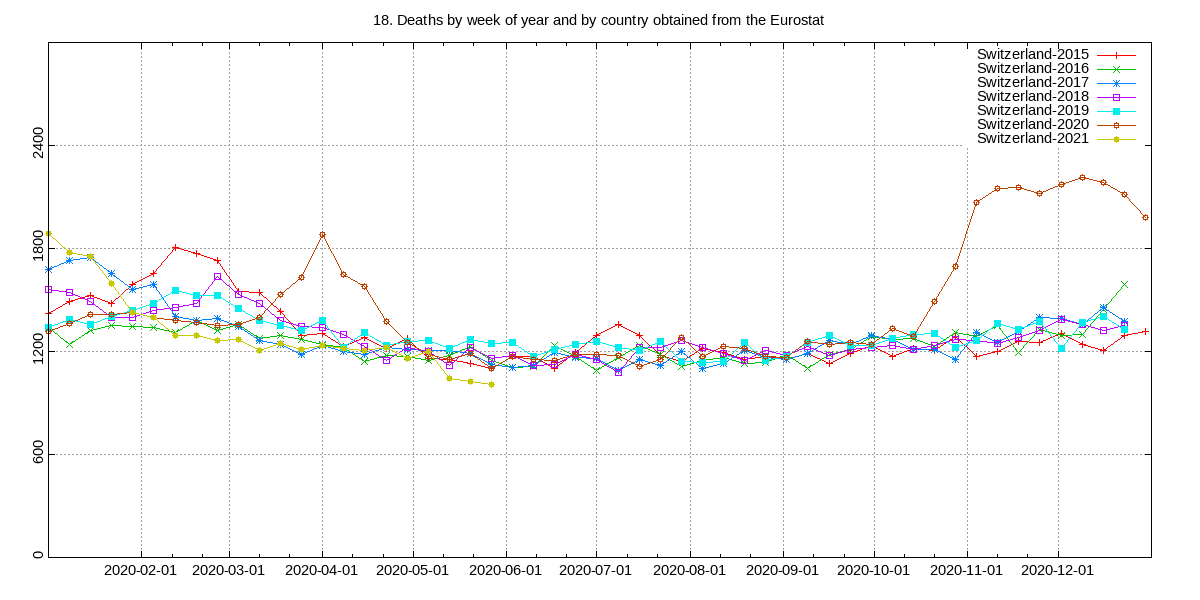 18. Deaths by week of year and by country obtained from the Eurostat
Switzerland-2015
Switzerland-2016
Switzerland-2017
Switzerland-2018
Switzerland-2019
Switzerland-2020
Switzerland-2021
2400
1800
1200
600
0
2020-02-01 2020-03-01 2020-04-01 2020-05-01 2020-06-01 2020-07-01 2020-08-01 2020-09-01 2020-10-01 2020-11-01 2020-12-01